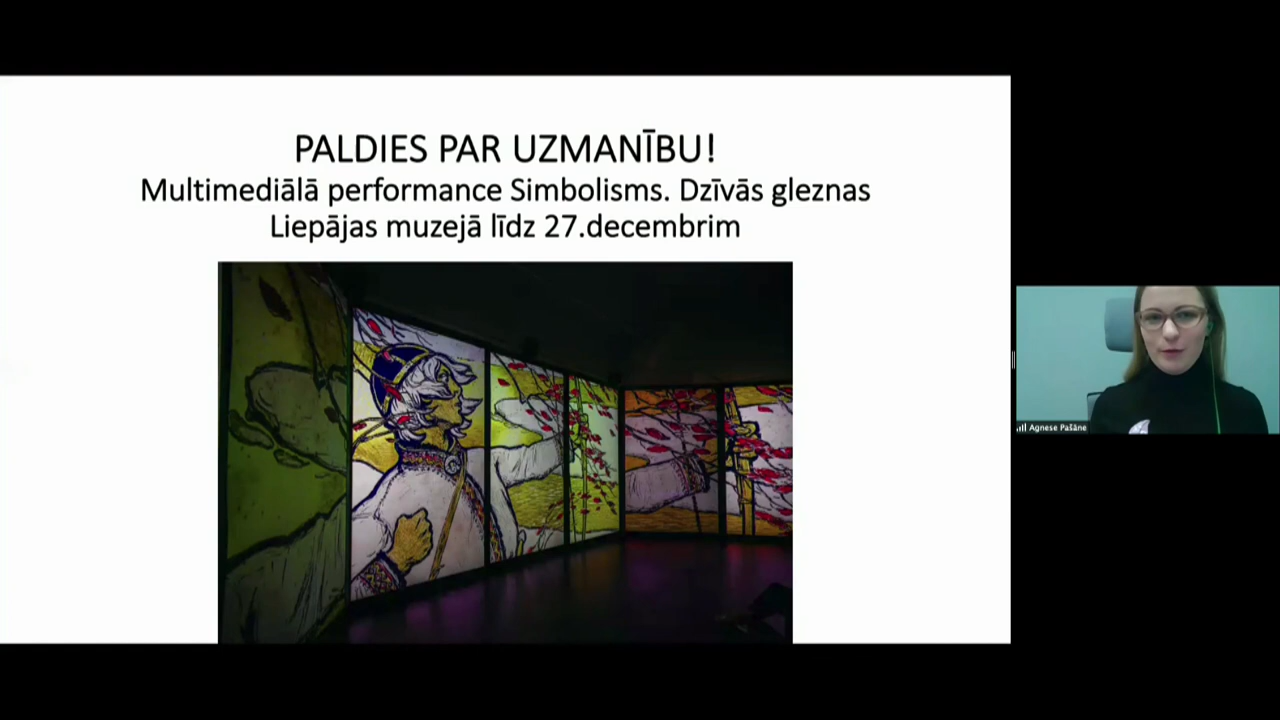 PALDIES PAR UZMANĪBU!
Multimediālā performance Simbolisms. Dzīvās gleznas
Liepājas muzejā līdz 27.decembrim
Agnese Pašāne